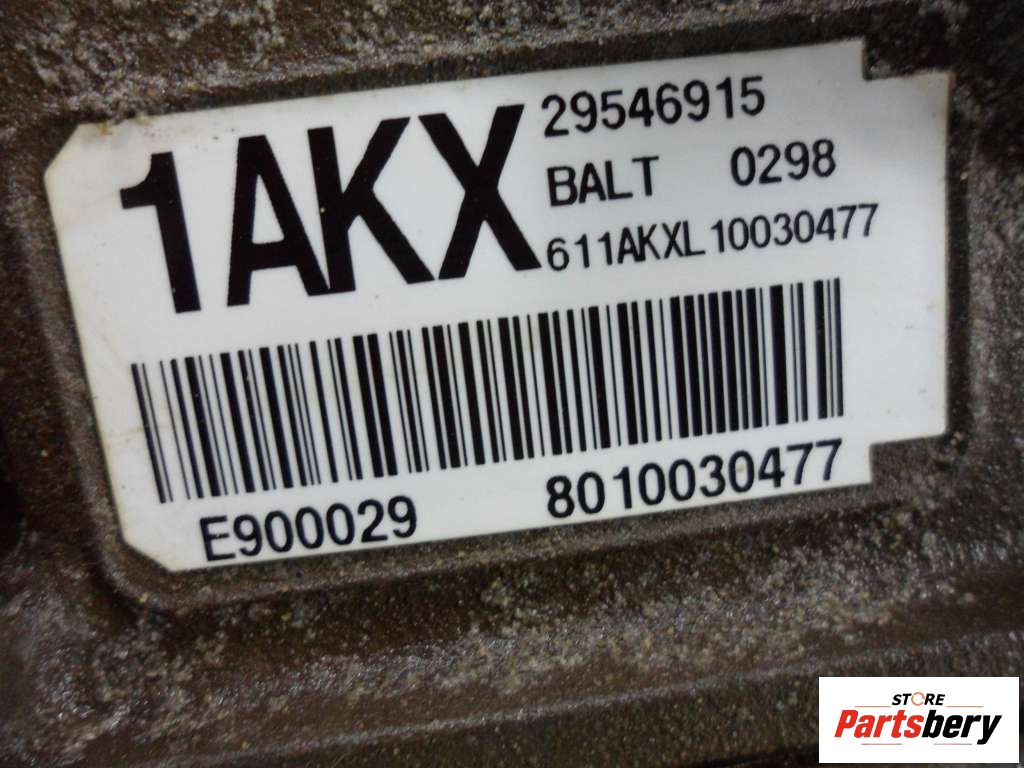 1AKX
29546915
BALT 0298
611AKXL10030477
E900029 8010030477
STORE
Partsbery